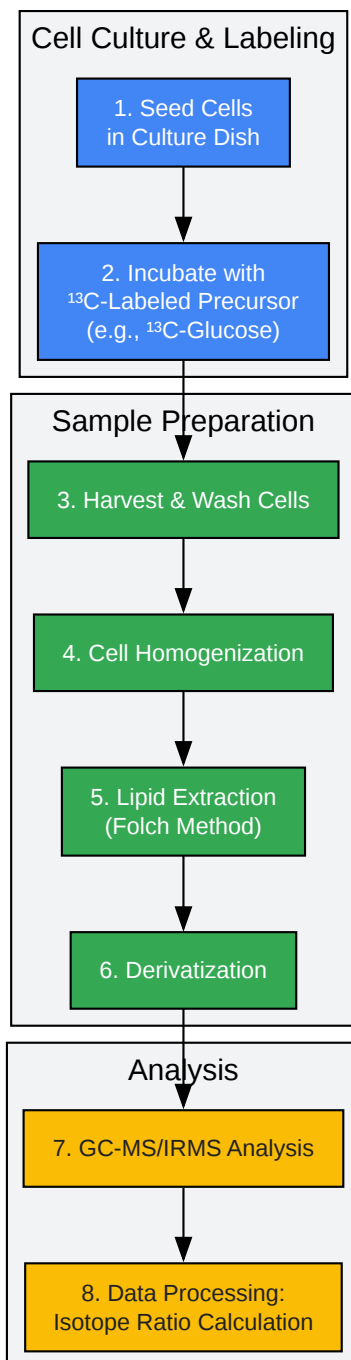 Cell Culture & Labeling
1. Seed Cells
in Culture Dish
2. Incubate with
¹³C-Labeled Precursor
(e.g., ¹³C-Glucose)
Sample Preparation
3. Harvest & Wash Cells
4. Cell Homogenization
5. Lipid Extraction
(Folch Method)
6. Derivatization
Analysis
7. GC-MS/IRMS Analysis
8. Data Processing:
Isotope Ratio Calculation